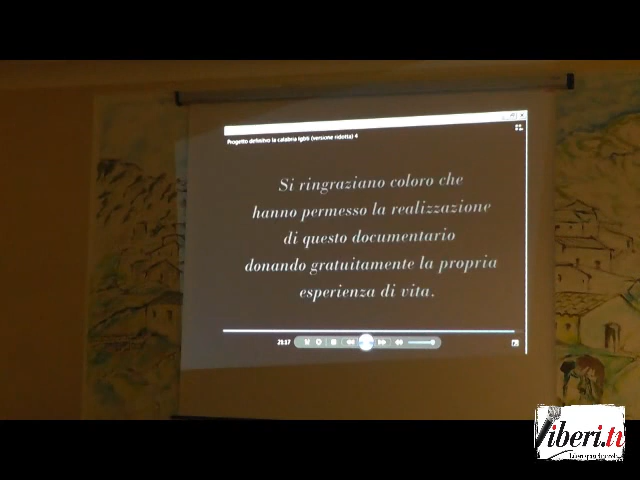 Progetto definitivo la calabria lgbti (versione ridotta) 4
Si ringraziano coloro che
hanno permesso la realizzazione
di questo documentario
donando gratuitamente la propria
esperienza di vita.
21:17
liberi.tv